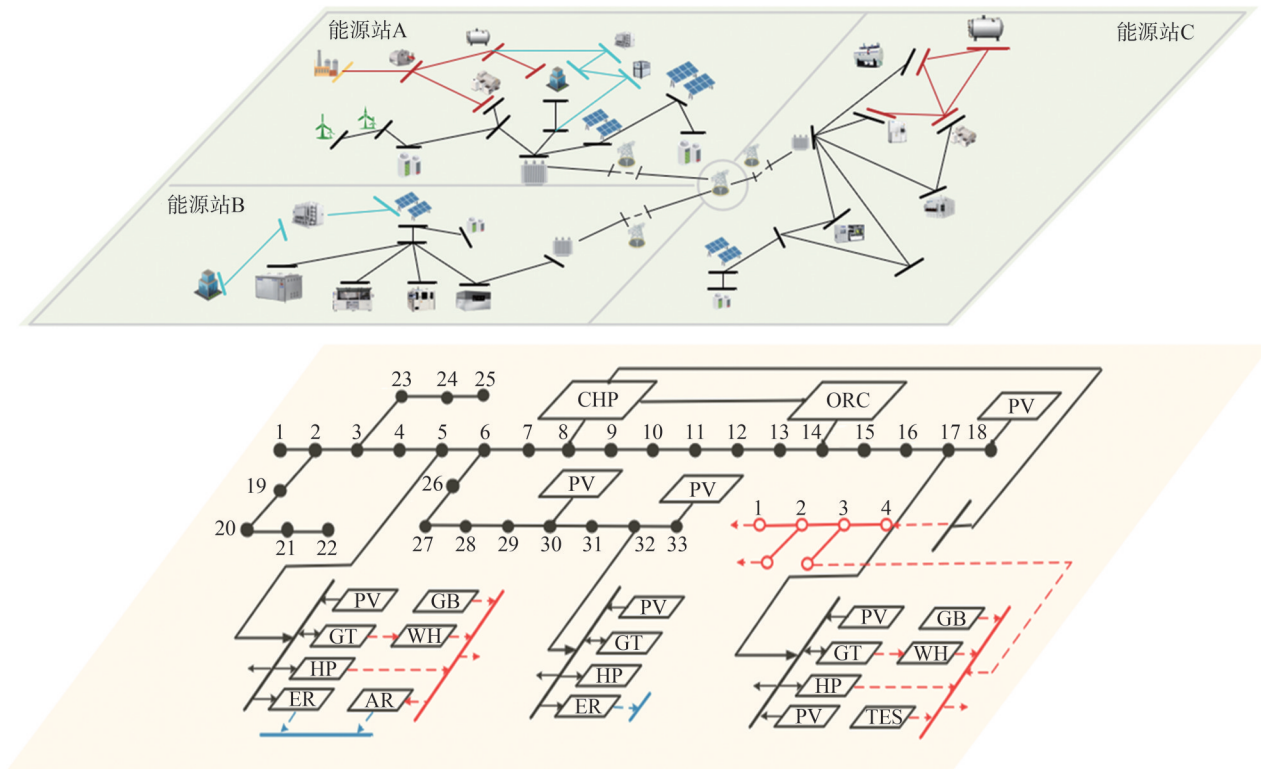 能源站A
能源站C
能源站B
23 24 25
CHP
ORC
PV
1 2 3 4 5 6 7 8 9 10 11 12 13 14 15 16 17 18
19
26
PV
PV
20
21 22
27 28 29 30 31 32 33
1 2 3 4
PV GB
GT WH
HP
ER AR
PV
GT
HP
ER
PV GB
GT WH
HP
PV TES